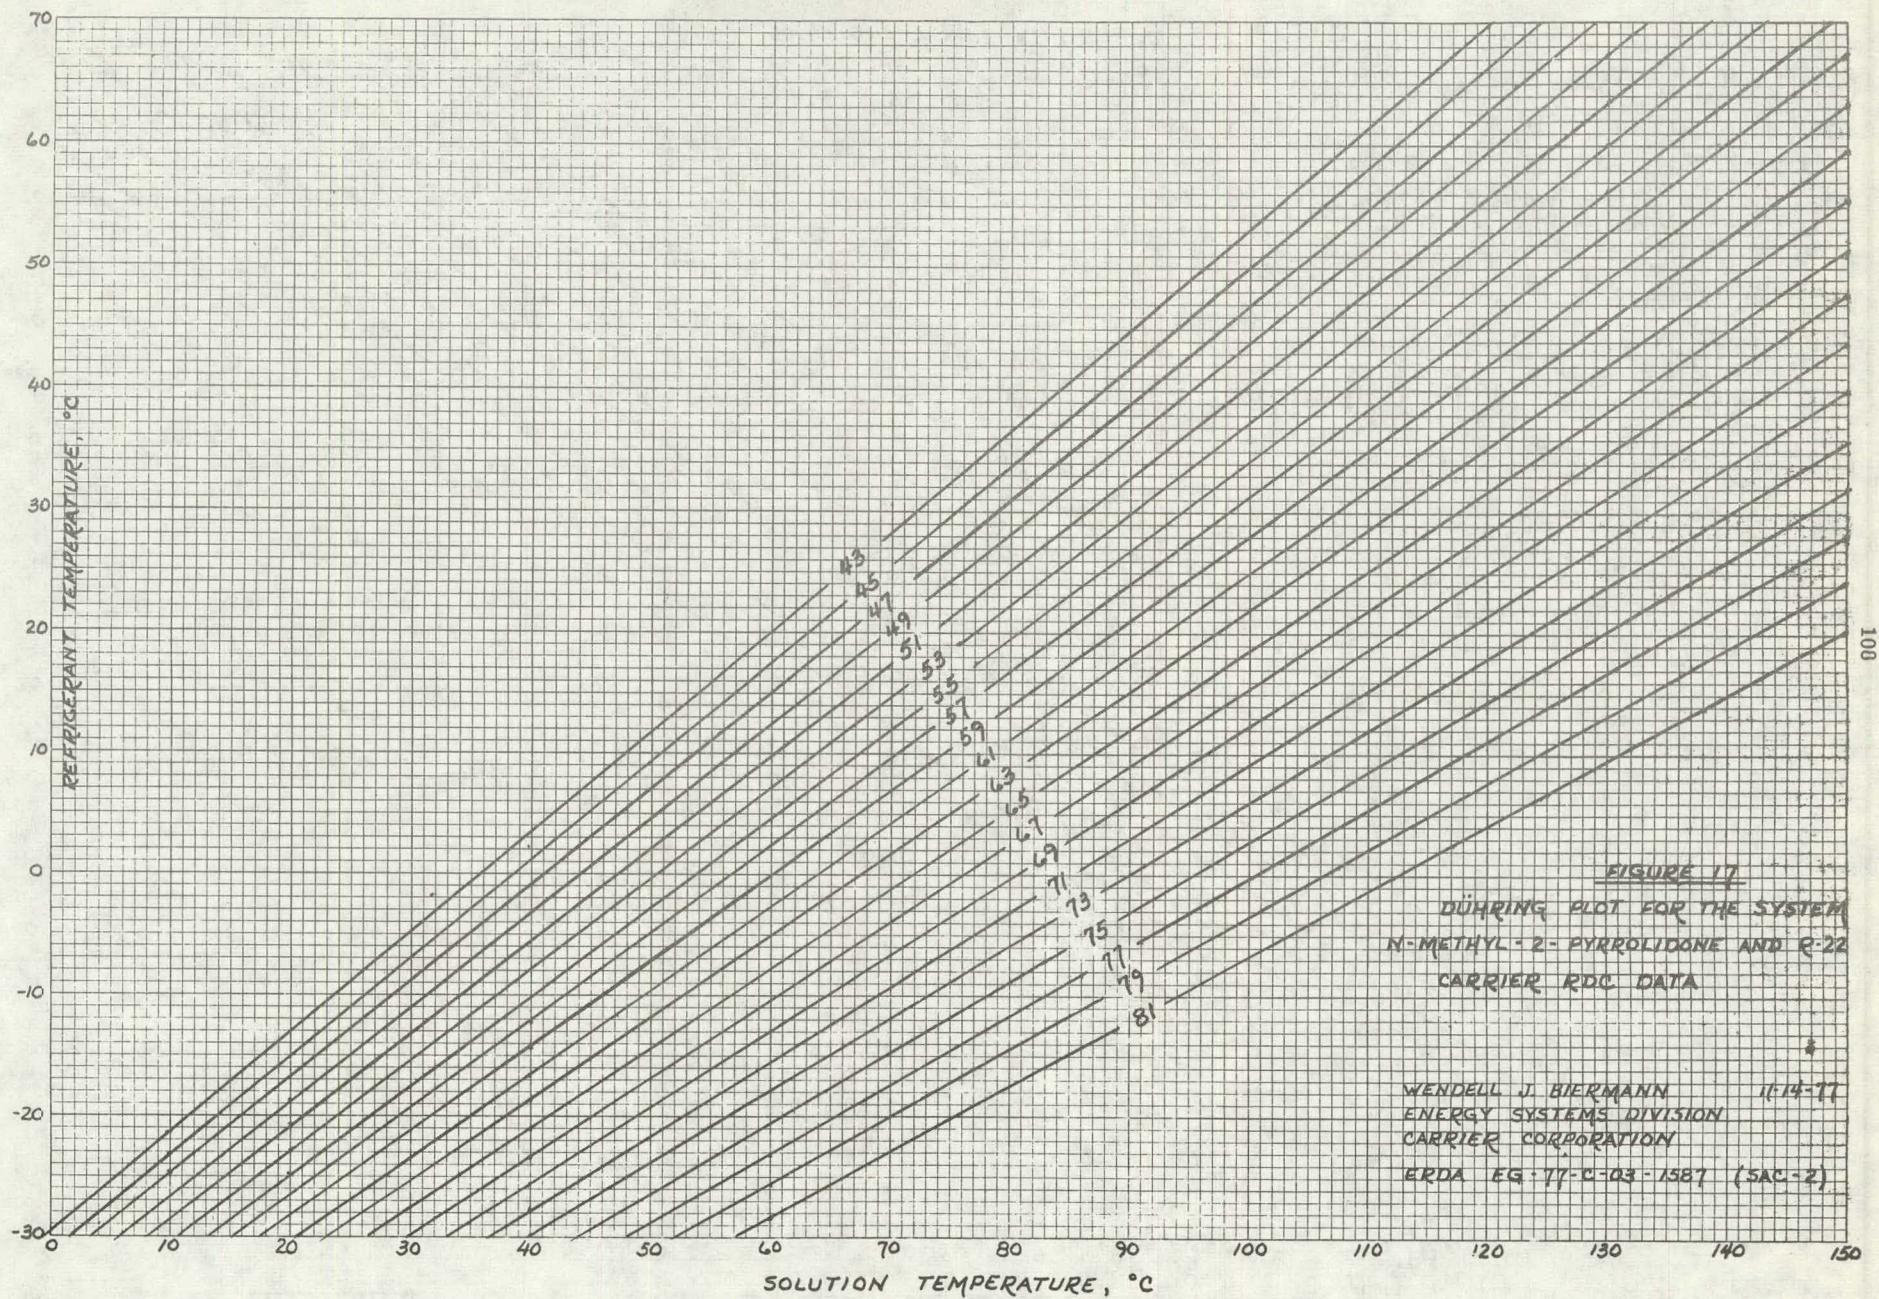 70
60
50
40
30
20
10
0
-10
-20
-30
REFRIGERANT TEMPERATURE, °C
43
45
47
49
51
53
55
57
59
61
63
65
67
69
71
73
75
77
79
81
FIGURE 17
DÜHRING PLOT FOR THE SYSTEM
N-METHYL-2-PYRROLIDONE AND R-22
CARRIER RDC DATA
WENDELL J. BIERMANN 11-14-77
ENERGY SYSTEMS DIVISION
CARRIER CORPORATION
ERDA EG-77-C-03-1587 (SAC-2)
0 10 20 30 40 50 60 70 80 90 100 110 120 130 140 150
SOLUTION TEMPERATURE, °C
108